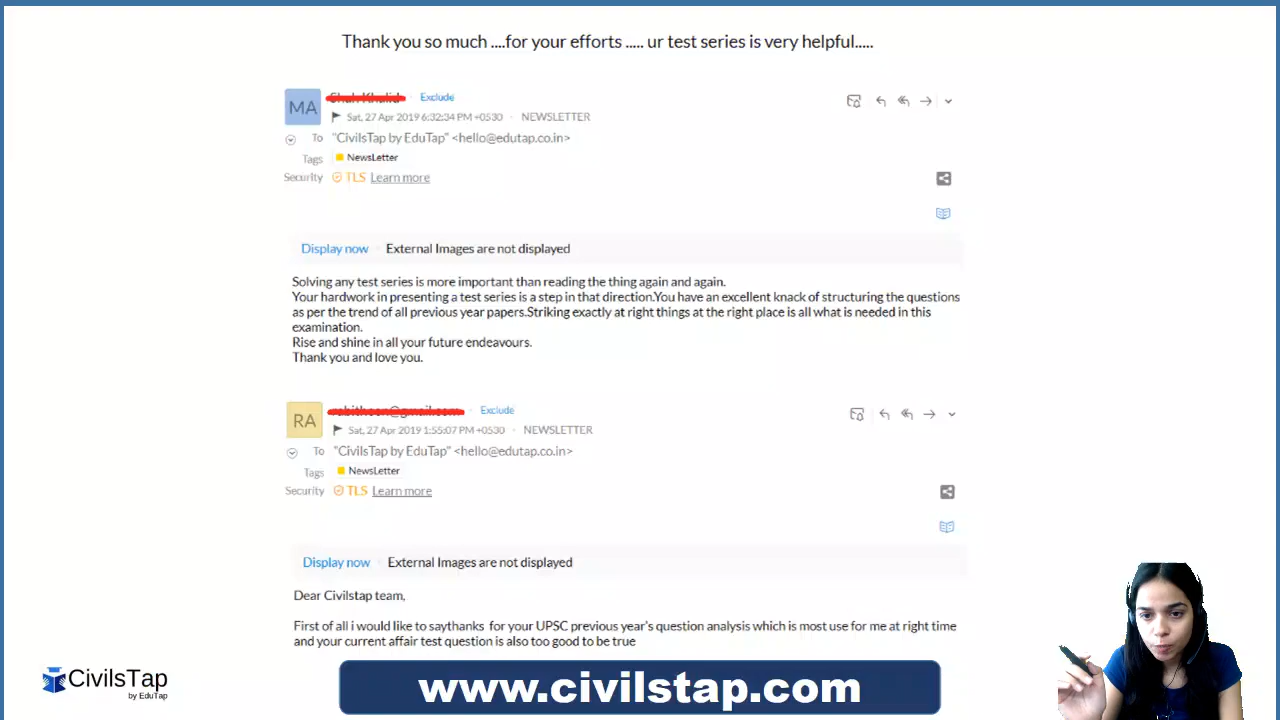 Thank you so much ....for your efforts ..... ur test series is very helpful.....
MA
Exclude
Sat, 27 Apr 2019 6:32:34 PM +0530 · NEWSLETTER
To "CivilsTap by EduTap" <hello@edutap.co.in>
Tags NewsLetter
Security TLS Learn more
Display now · External Images are not displayed
Solving any test series is more important than reading the thing again and again.
Your hardwork in presenting a test series is a step in that direction.You have an excellent knack of structuring the questions
as per the trend of all previous year papers.Striking exactly at right things at the right place is all what is needed in this
examination.
Rise and shine in all your future endeavours.
Thank you and love you.
RA
Exclude
Sat, 27 Apr 2019 1:55:07 PM +0530 · NEWSLETTER
To "CivilsTap by EduTap" <hello@edutap.co.in>
Tags NewsLetter
Security TLS Learn more
Display now · External Images are not displayed
Dear Civilstap team,
First of all i would like to saythanks for your UPSC previous year's question analysis which is most use for me at right time
and your current affair test question is also too good to be true
CivilsTap
by EduTap
www.civilstap.com